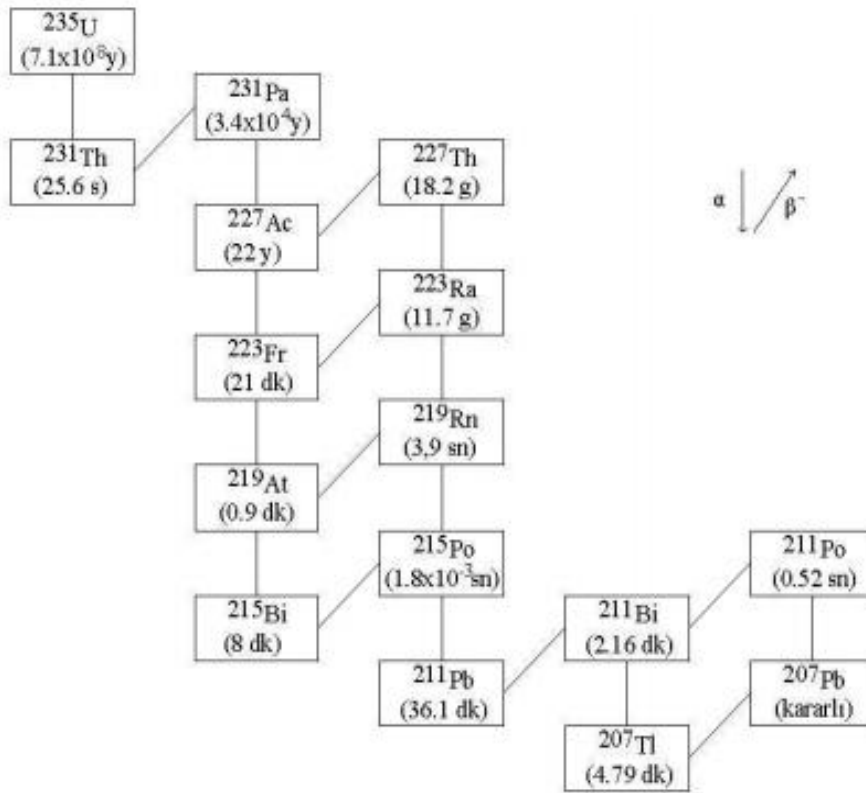 ²³⁵U
(7.1x10⁸y)
²³¹Pa
(3.4x10⁴y)
²³¹Th
(25.6 s)
²²⁷Th
(18.2 g)
α
β⁻
²²⁷Ac
(22 y)
²²³Ra
(11.7 g)
²²³Fr
(21 dk)
²¹⁹Rn
(3,9 sn)
²¹⁹At
(0.9 dk)
²¹⁵Po
(1.8x10⁻³sn)
²¹¹Po
(0.52 sn)
²¹⁵Bi
(8 dk)
²¹¹Bi
(2.16 dk)
²¹¹Pb
(36.1 dk)
²⁰⁷Pb
(kararlı)
²⁰⁷Tl
(4.79 dk)